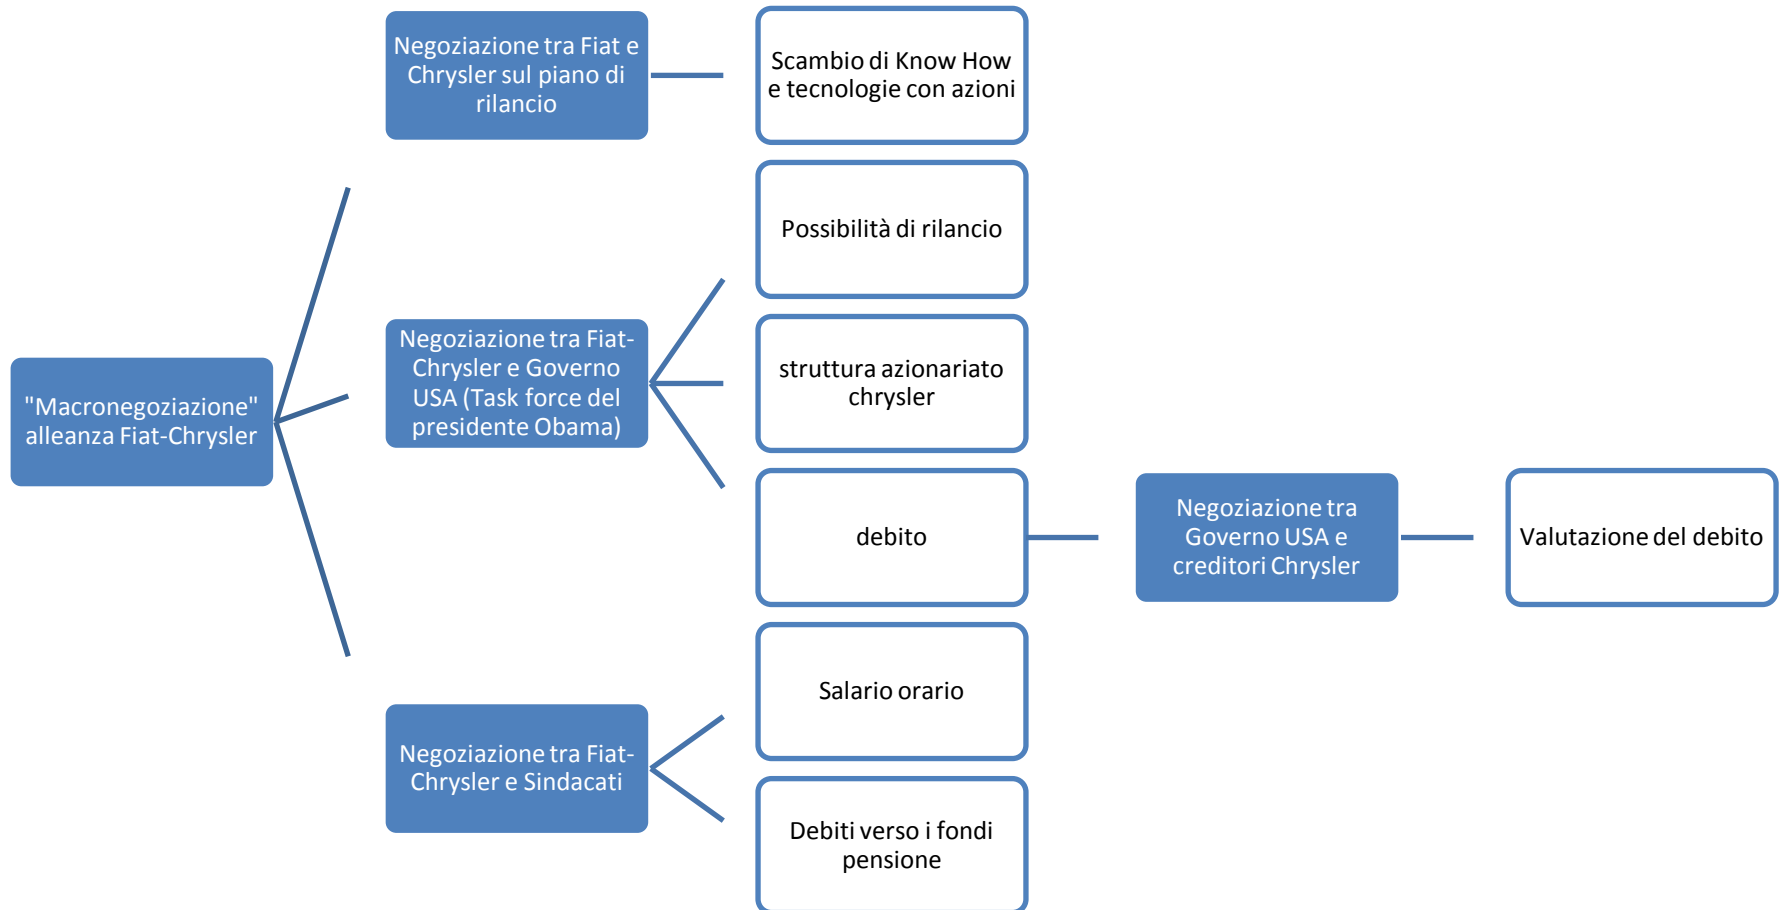 "Macronegoziazione"
alleanza Fiat-Chrysler
Negoziazione tra Fiat e
Chrysler sul piano di
rilancio
Scambio di Know How
e tecnologie con azioni
Negoziazione tra Fiat-
Chrysler e Governo
USA (Task force del
presidente Obama)
Possibilità di rilancio
struttura azionariato
chrysler
debito
Negoziazione tra
Governo USA e
creditori Chrysler
Valutazione del debito
Negoziazione tra Fiat-
Chrysler e Sindacati
Salario orario
Debiti verso i fondi
pensione